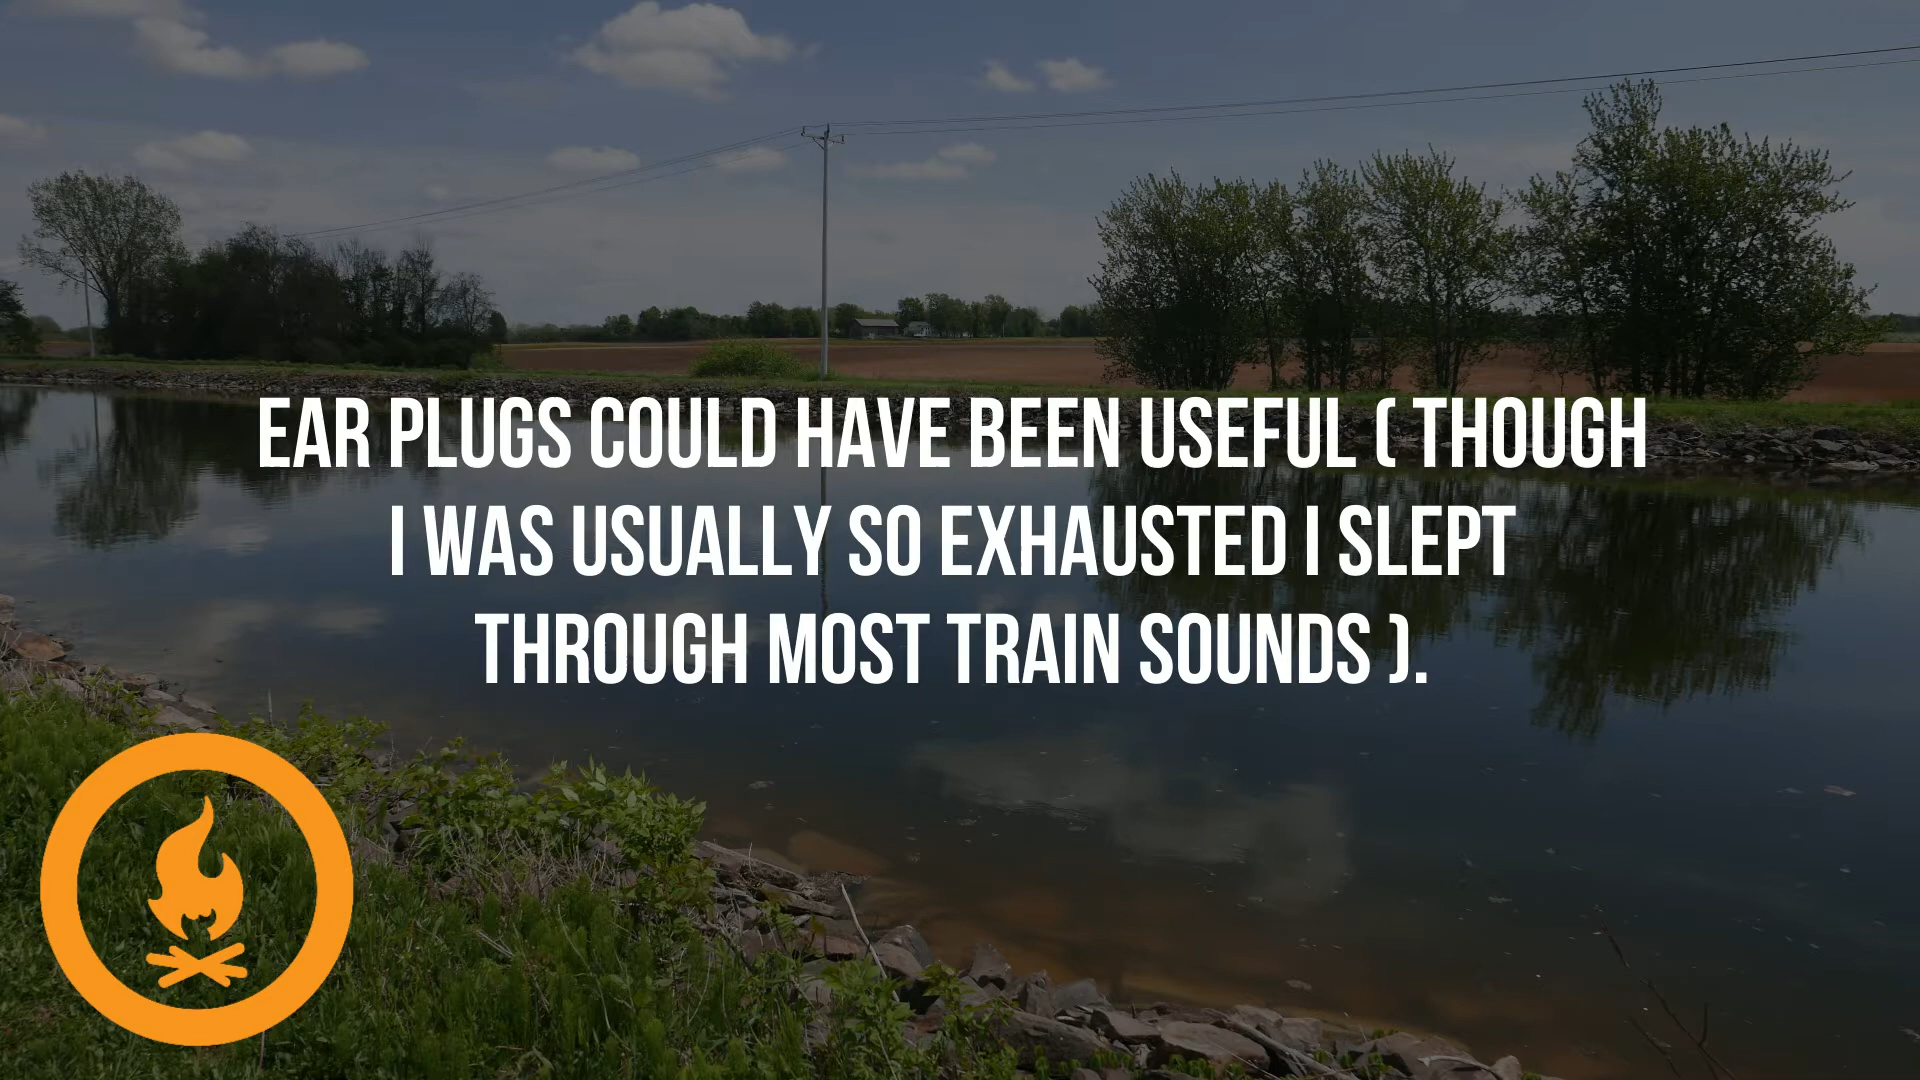 EAR PLUGS COULD HAVE BEEN USEFUL ( THOUGH
I WAS USUALLY SO EXHAUSTED I SLEPT
THROUGH MOST TRAIN SOUNDS ).